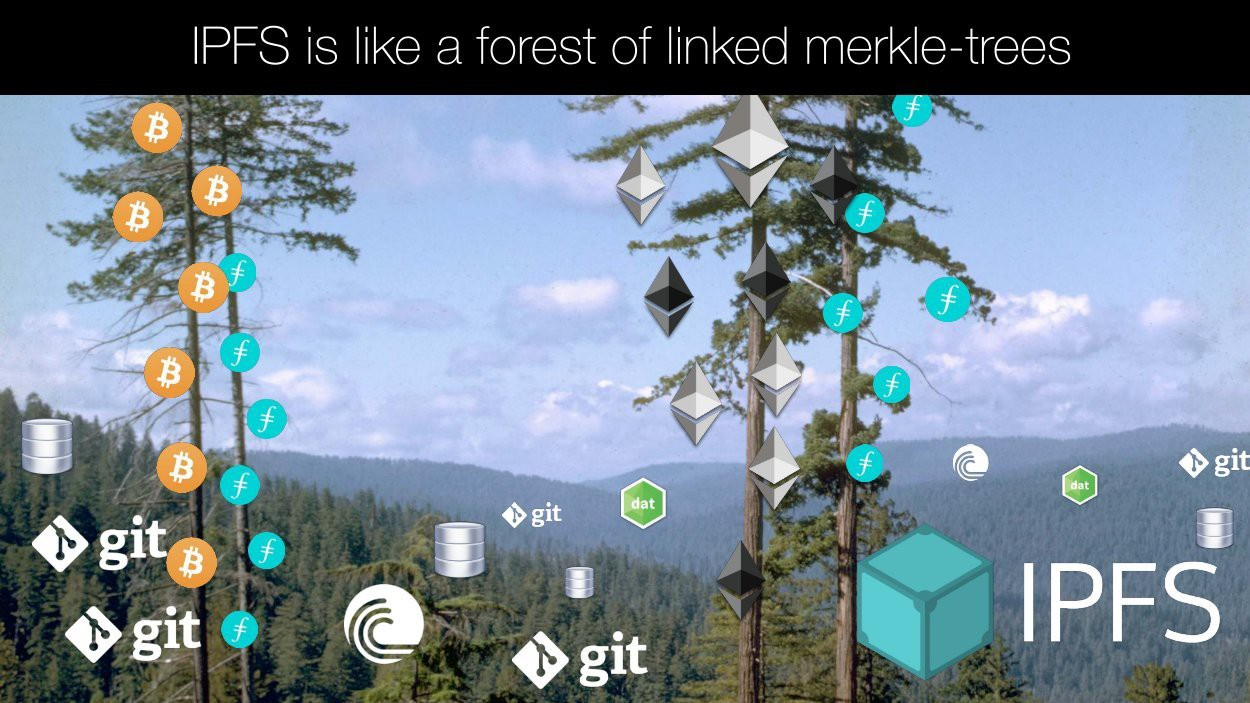 IPFS is like a forest of linked merkle-trees
git
dat
git
git
dat
git
git
IPFS